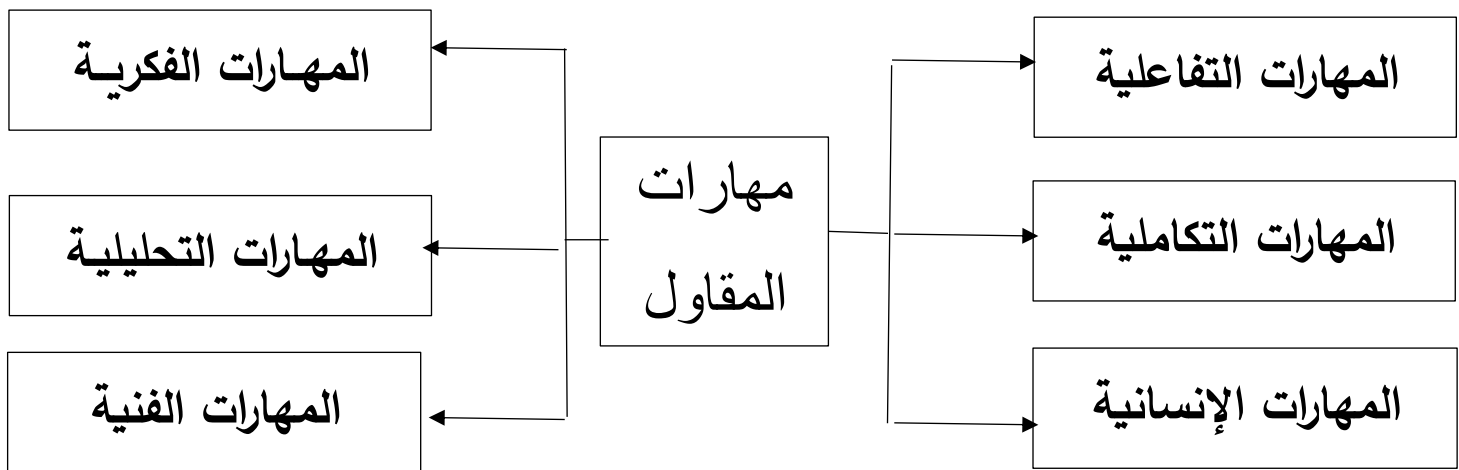 المهارات التفاعلية
المهارات الفكرية
مهارات
المقاول
المهارات التكاملية
المهارات التحليلية
المهارات الإنسانية
المهارات الفنية